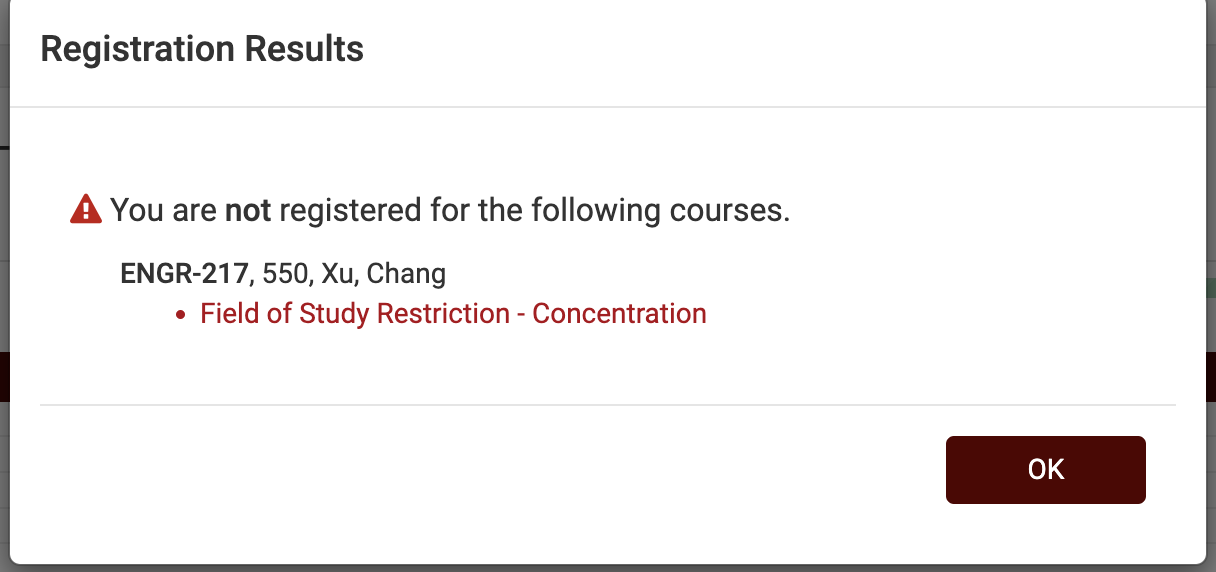 Registration Results
You are not registered for the following courses.
ENGR-217, 550, Xu, Chang
• Field of Study Restriction - Concentration
OK